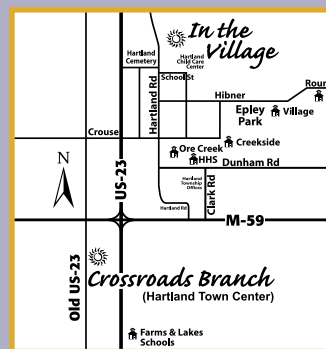 In the
Village
Hartland
Cemetery
Hartland
Child Care
Center
School St
Hartland Rd
Hibner
Roun
Epley
Park
Village
Crouse
Creekside
Ore Creek
HHS
Dunham Rd
N
US-23
Hartland
Township
Offices
Clark Rd
Hartland Rd
M-59
Old US-23
Crossroads Branch
(Hartland Town Center)
Farms & Lakes
Schools